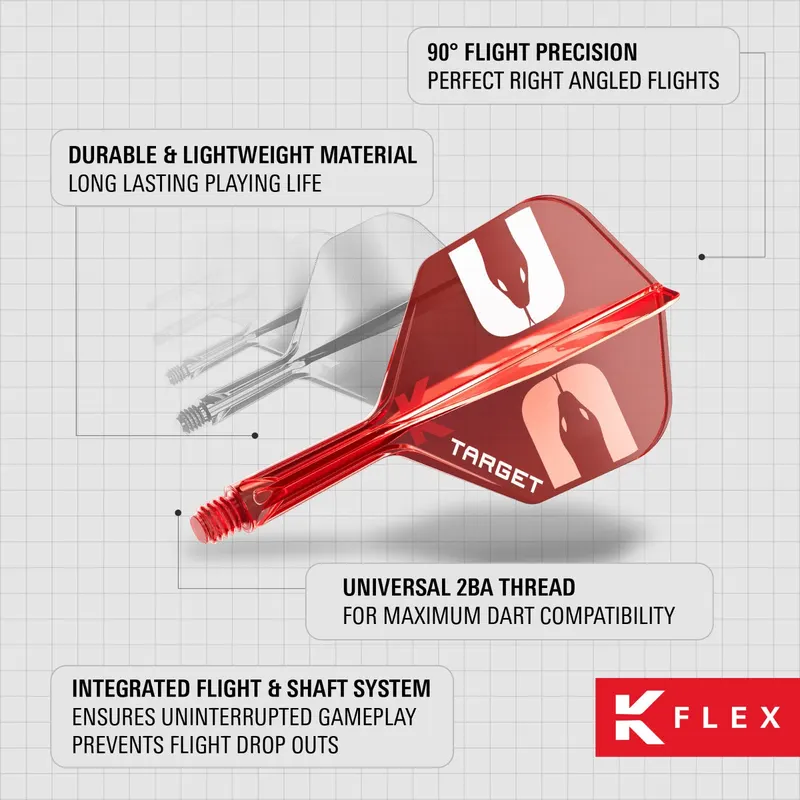 90° FLIGHT PRECISION
PERFECT RIGHT ANGLED FLIGHTS
DURABLE & LIGHTWEIGHT MATERIAL
LONG LASTING PLAYING LIFE
K
TARGET
UNIVERSAL 2BA THREAD
FOR MAXIMUM DART COMPATIBILITY
INTEGRATED FLIGHT & SHAFT SYSTEM
ENSURES UNINTERRUPTED GAMEPLAY
PREVENTS FLIGHT DROP OUTS
K FLEX